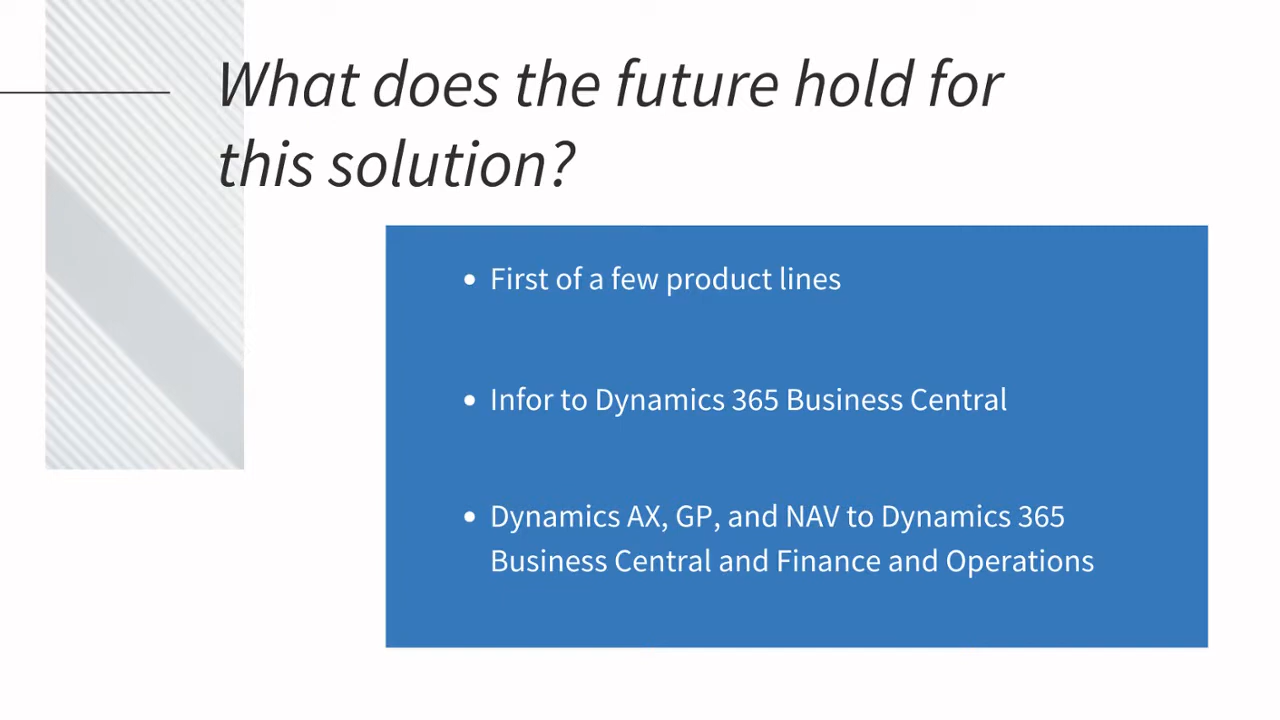 What does the future hold for
this solution?
• First of a few product lines
• Infor to Dynamics 365 Business Central
• Dynamics AX, GP, and NAV to Dynamics 365
Business Central and Finance and Operations